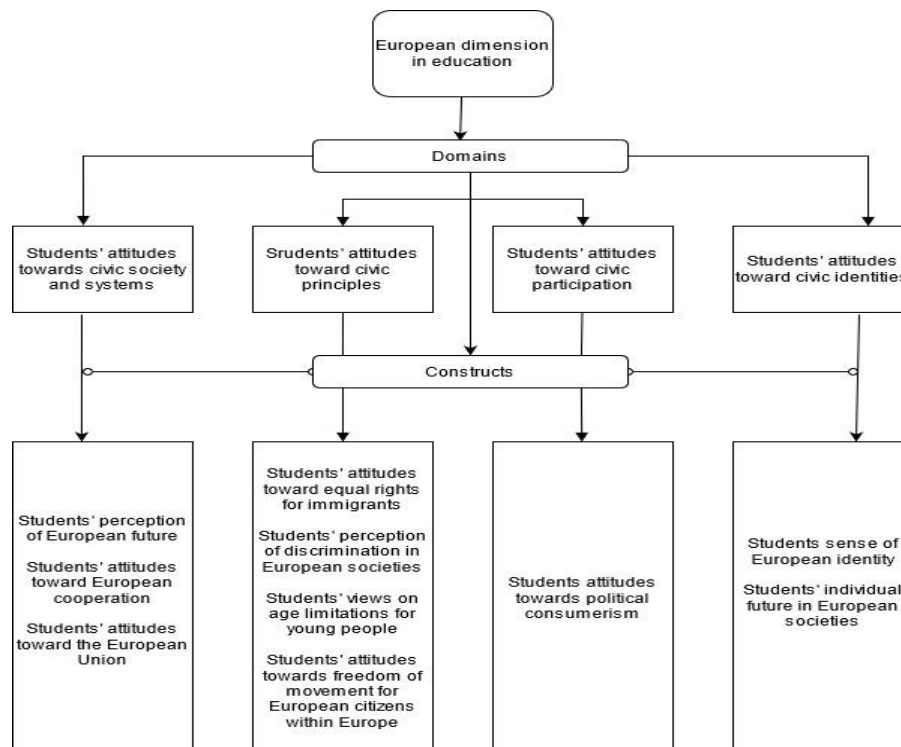 European dimension
in education
Domains
Students' attitudes
towards civic society
and systems
Srudents' attitudes
toward civic
principles
Students' attitudes
toward civic
participation
Students' attitudes
toward civic identities
Constructs
Students' perception
of European future
Students' attitudes
toward European
cooperation
Students' attitudes
toward the European
Union
Students' attitudes
toward equal rights
for immigrants
Students' perception
of discrimination in
European societies
Students' views on
age limitations for
young people
Students' attitudes
towards freedom of
movement for
European citizens
within Europe
Students attitudes
towards political
consumerism
Students sense of
European identity
Students' individual
future in European
societies